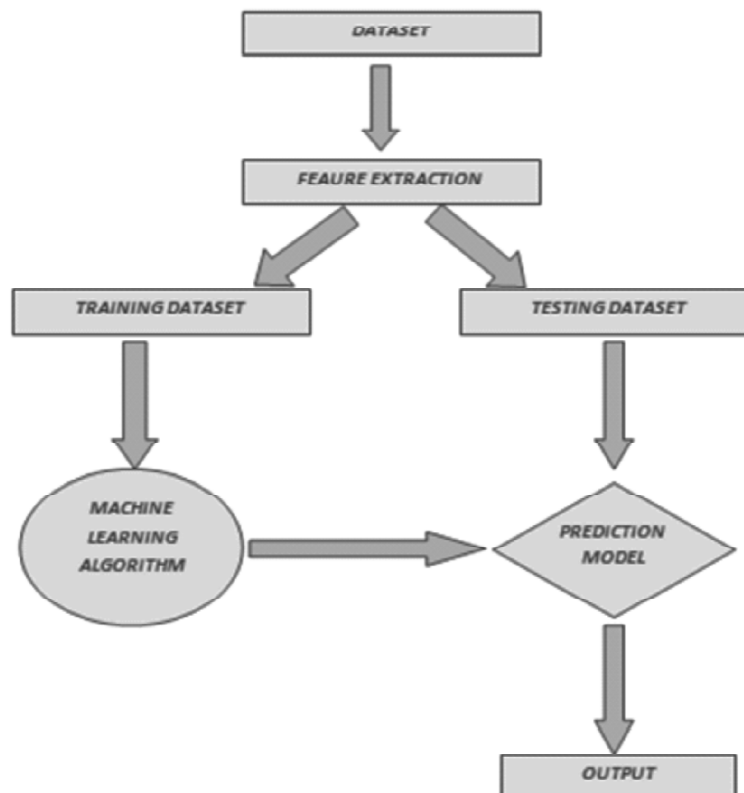 DATASET
FEAURE EXTRACTION
TRAINING DATASET
TESTING DATASET
MACHINE
LEARNING
ALGORITHM
PREDICTION
MODEL
OUTPUT